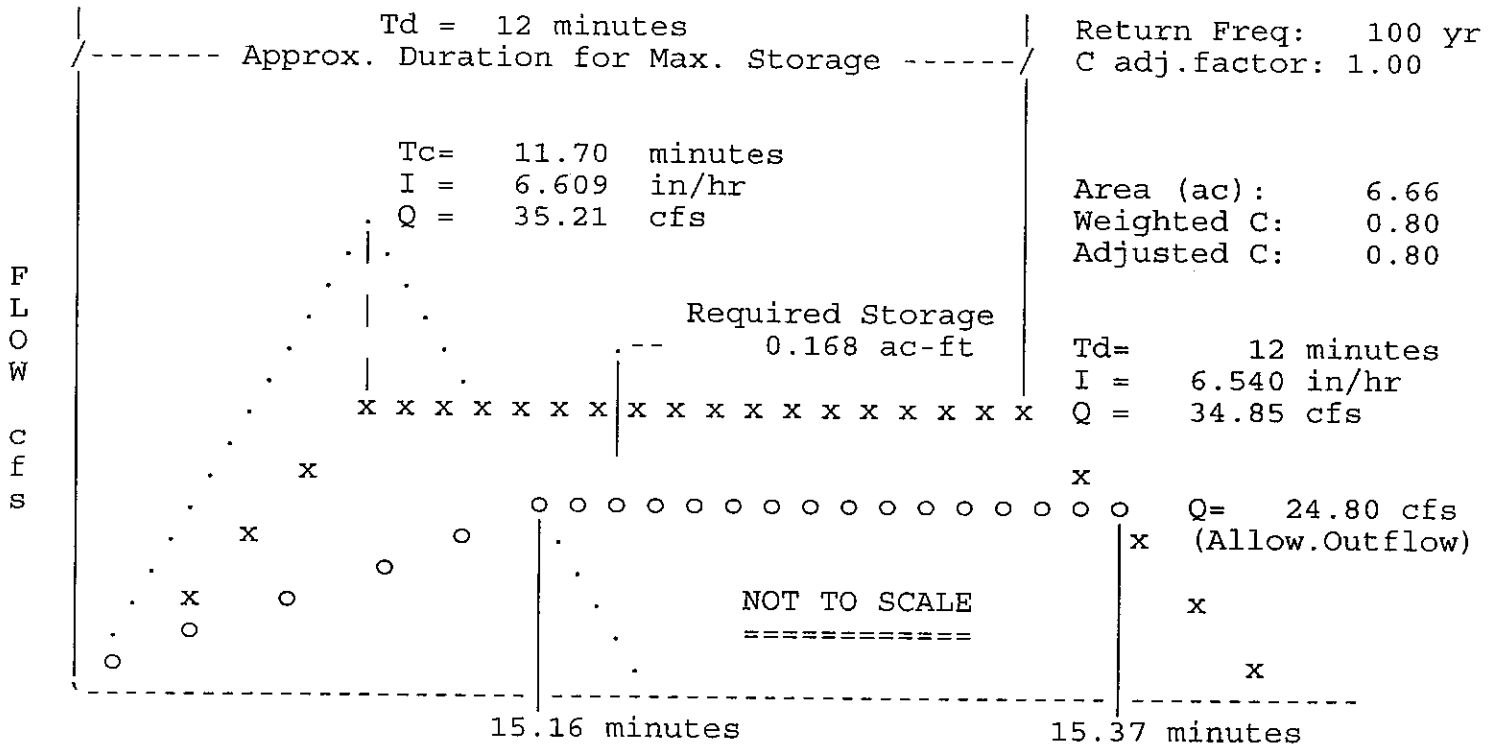 Td = 12 minutes
/------- Approx. Duration for Max. Storage ------/
Return Freq: 100 yr
C adj.factor: 1.00
Tc= 11.70 minutes
I = 6.609 in/hr
Q = 35.21 cfs
Area (ac): 6.66
Weighted C: 0.80
Adjusted C: 0.80
FLOW cfs
Required Storage
0.168 ac-ft
Td= 12 minutes
I = 6.540 in/hr
x x x x x x x x x x x x x x x x x x Q = 34.85 cfs
x x
o o o o o o o o o o o o o o o o Q= 24.80 cfs
x o x (Allow.Outflow)
o
x o NOT TO SCALE x
o ============
o x
15.16 minutes 15.37 minutes